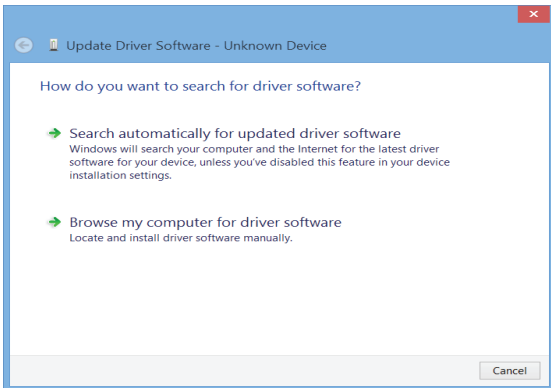 Update Driver Software - Unknown Device
How do you want to search for driver software?
Search automatically for updated driver software
Windows will search your computer and the Internet for the latest driver
software for your device, unless you've disabled this feature in your device
installation settings.
Browse my computer for driver software
Locate and install driver software manually.
Cancel